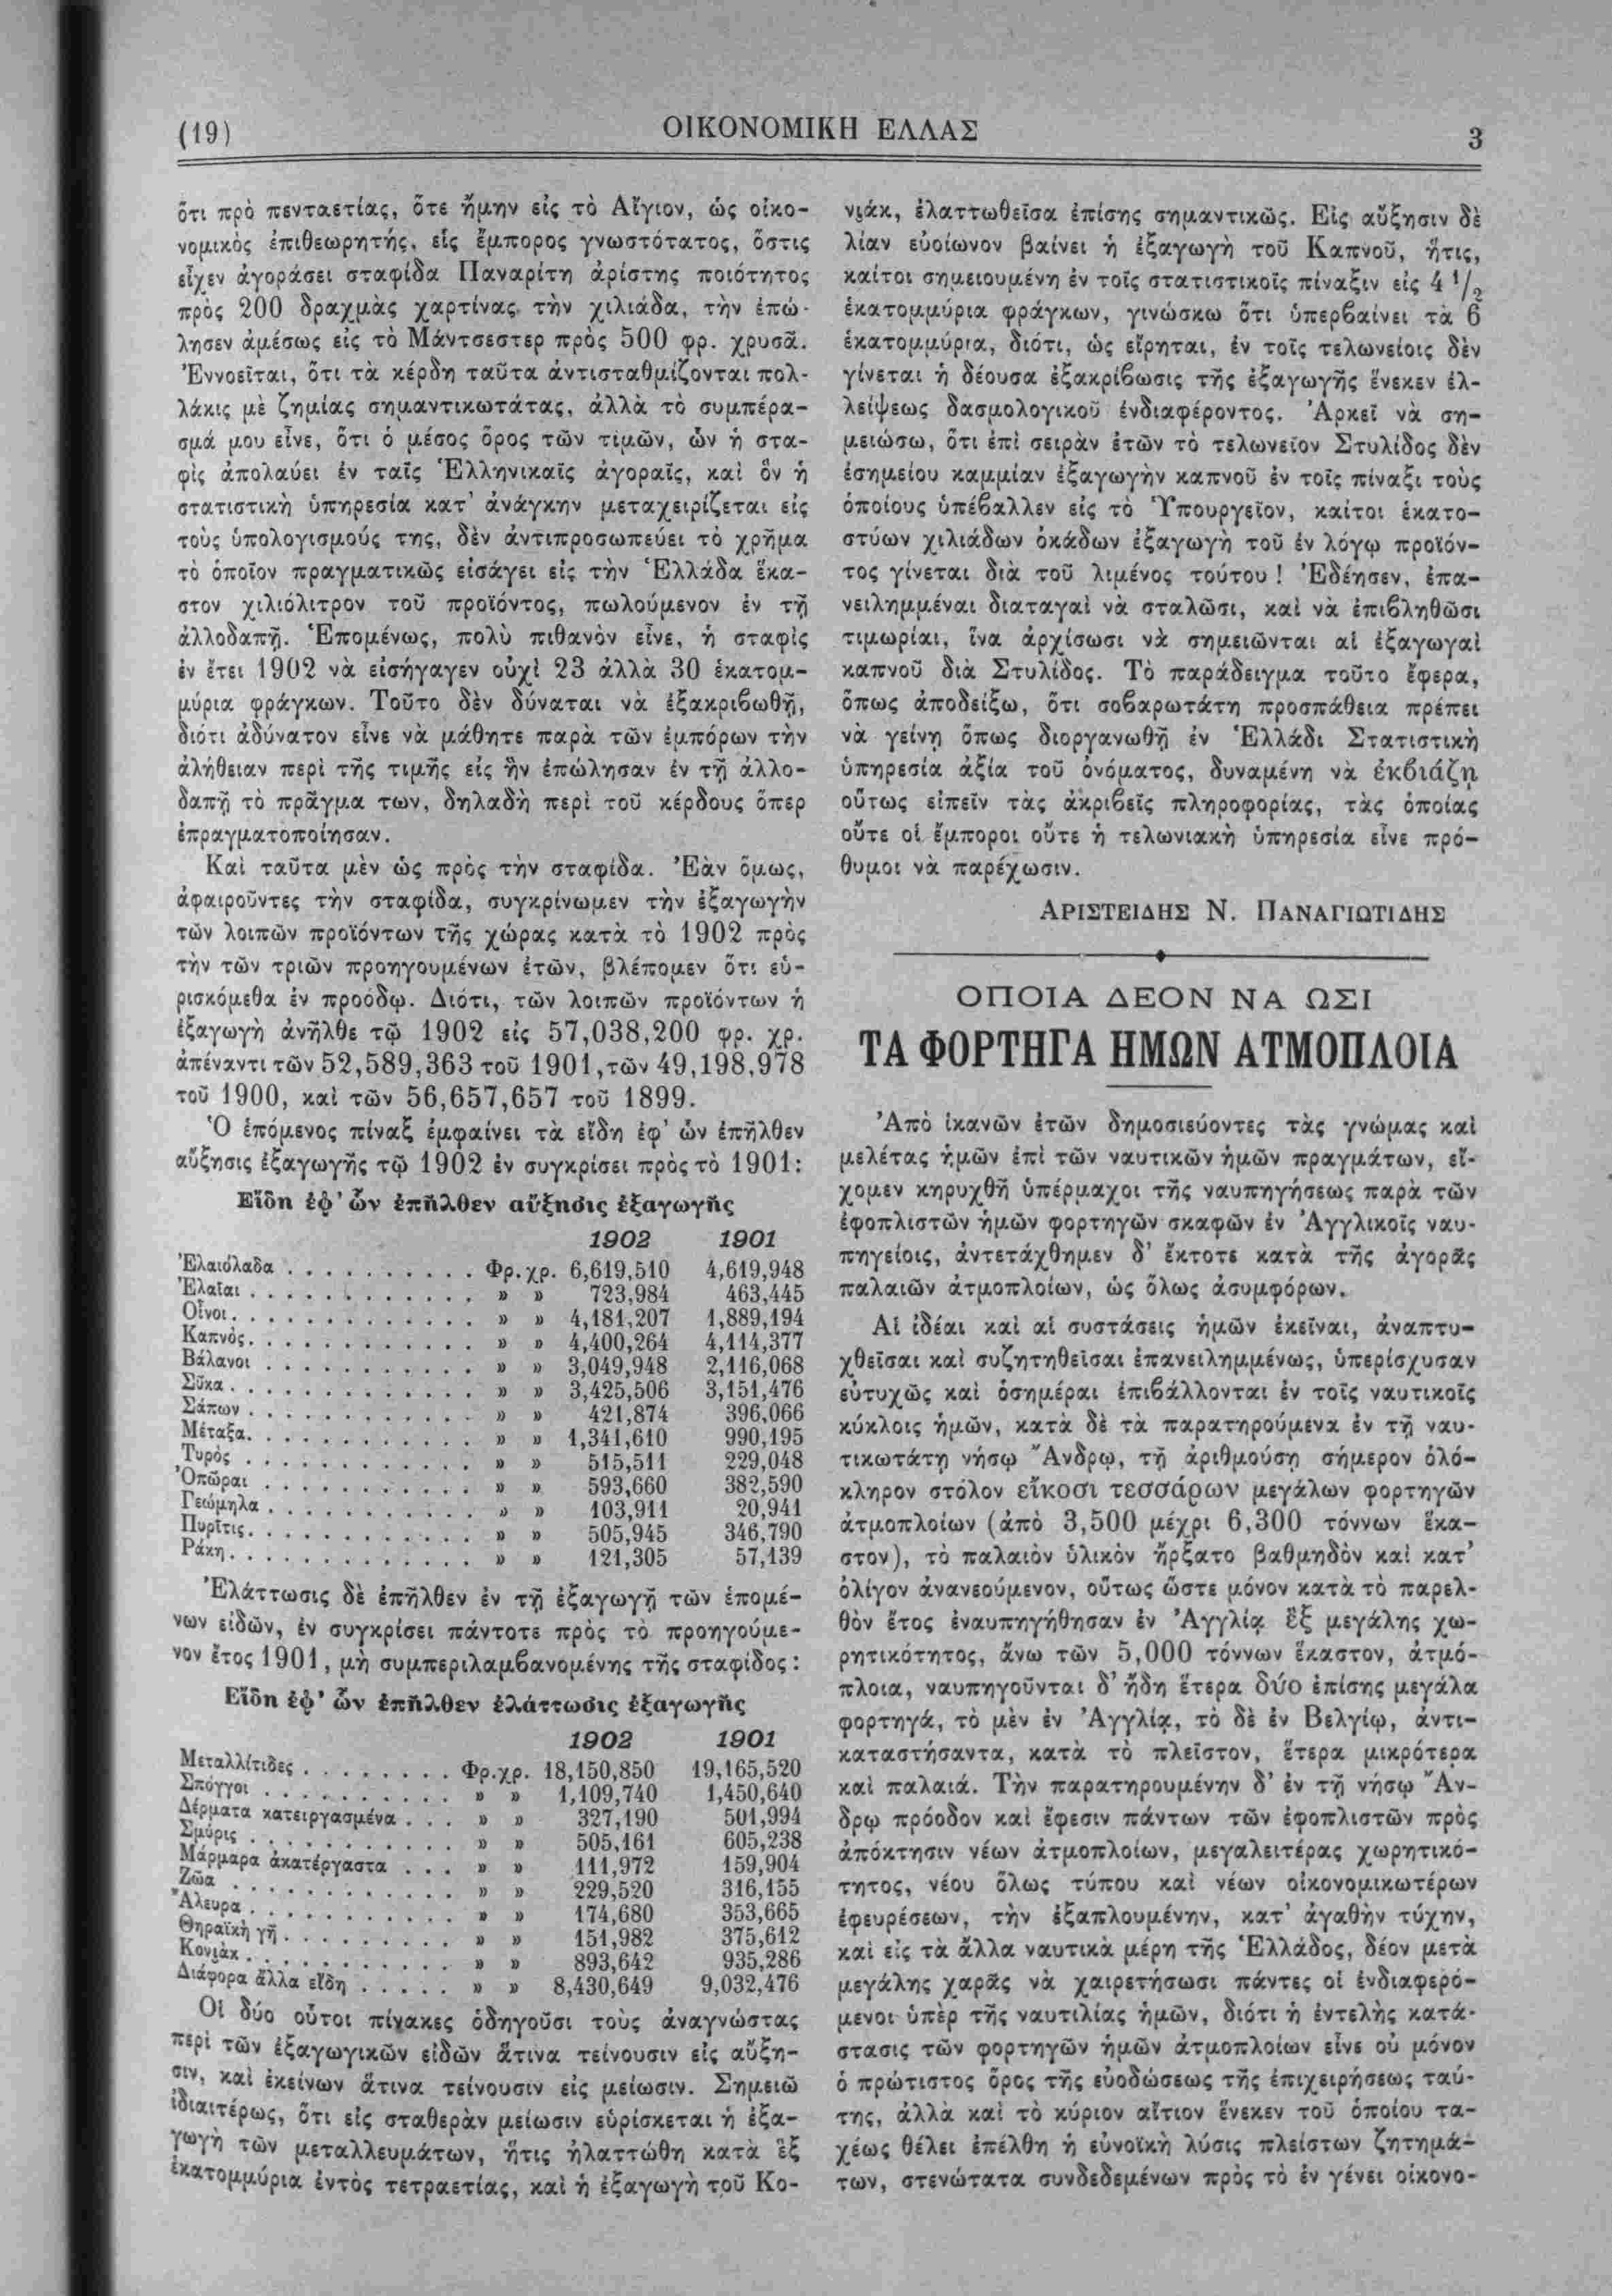 (19)
ΟΙΚΟΝΟΜΙΚΗ ΕΛΛΑΣ
3
ὅτι πρὸ πενταετίας, ὅτε ἤμην εἰς τὸ Αἴγιον, ὡς οἰκο-
νομικὸς ἐπιθεωρητής, εἷς ἔμπορος γνωστότατος, ὅστις
εἶχεν ἀγοράσει σταφίδα Παναρίτη ἀρίστης ποιότητος
πρὸς 200 δραχμὰς χαρτίνας τὴν χιλιάδα, τὴν ἐπώ-
λησεν ἀμέσως εἰς τὸ Μάντσεστερ πρὸς 500 φρ. χρυσᾶ.
Ἐννοεῖται, ὅτι τὰ κέρδη ταῦτα ἀντισταθμίζονται πολ-
λάκις μὲ ζημίας σημαντικωτάτας, ἀλλὰ τὸ συμπέρα-
σμά μου εἶνε, ὅτι ὁ μέσος ὅρος τῶν τιμῶν, ὧν ἡ στα-
φὶς ἀπολαύει ἐν ταῖς Ἑλληνικαῖς ἀγοραῖς, καὶ ὃν ἡ
στατιστικὴ ὑπηρεσία κατ’ ἀνάγκην μεταχειρίζεται εἰς
τοὺς ὑπολογισμούς της, δὲν ἀντιπροσωπεύει τὸ χρῆμα
τὸ ὁποῖον πραγματικῶς εἰσάγει εἰς τὴν Ἑλλάδα ἕκα-
στον χιλιόλιτρον τοῦ προϊόντος, πωλούμενον ἐν τῇ
ἀλλοδαπῇ. Ἑπομένως, πολὺ πιθανὸν εἶνε, ἡ σταφὶς
ἐν ἔτει 1902 νὰ εἰσήγαγεν οὐχὶ 23 ἀλλὰ 30 ἑκατομ-
μύρια φράγκων. Τοῦτο δὲν δύναται νὰ ἐξακριβωθῇ,
διότι ἀδύνατον εἶνε νὰ μάθητε παρὰ τῶν ἐμπόρων τὴν
ἀλήθειαν περὶ τῆς τιμῆς εἰς ἣν ἐπώλησαν ἐν τῇ ἀλλο-
δαπῇ τὸ πρᾶγμα των, δηλαδὴ περὶ τοῦ κέρδους ὅπερ
ἐπραγματοποίησαν.
Καὶ ταῦτα μὲν ὡς πρὸς τὴν σταφίδα. Ἐὰν ὅμως,
ἀφαιροῦντες τὴν σταφίδα, συγκρίνωμεν τὴν ἐξαγωγὴν
τῶν λοιπῶν προϊόντων τῆς χώρας κατὰ τὸ 1902 πρὸς
τὴν τῶν τριῶν προηγουμένων ἐτῶν, βλέπομεν ὅτι εὑ-
ρισκόμεθα ἐν προόδῳ. Διότι, τῶν λοιπῶν προϊόντων ἡ
ἐξαγωγὴ ἀνῆλθε τῷ 1902 εἰς 57,038,200 φρ. χρ.
ἀπέναντι τῶν 52,589,363 τοῦ 1901, τῶν 49,198,978
τοῦ 1900, καὶ τῶν 56,657,657 τοῦ 1899.
Ὁ ἑπόμενος πίναξ ἐμφαίνει τὰ εἴδη ἐφ’ ὧν ἐπῆλθεν
αὔξησις ἐξαγωγῆς τῷ 1902 ἐν συγκρίσει πρὸς τὸ 1901:
Εἴδη ἐφ’ ὧν ἐπῆλθεν αὔξησις ἐξαγωγῆς
1902 1901
Ἐλαιόλαδα . . . . . . . . . . Φρ.χρ. 6,619,510 4,619,948
Ἐλαῖαι . . . . . . . . . . . . » » 723,984 463,445
Οἶνοι. . . . . . . . . . . . . » » 4,181,207 1,889,194
Καπνὸς. . . . . . . . . . . . » » 4,400,264 4,114,377
Βάλανοι . . . . . . . . . . . » » 3,049,948 2,116,068
Σῦκα. . . . . . . . . . . . . » » 3,425,506 3,151,476
Σάπων . . . . . . . . . . . . » » 421,874 396,066
Μέταξα. . . . . . . . . . . . » » 1,341,610 990,195
Τυρὸς . . . . . . . . . . . . » » 515,511 229,048
Ὀπῶραι . . . . . . . . . . . » » 593,660 382,590
Γεώμηλα . . . . . . . . . . . » » 103,911 20,941
Πυρῖτις. . . . . . . . . . . . » » 505,945 346,790
Ράκη. . . . . . . . . . . . . » » 121,305 57,139
Ἐλάττωσις δὲ ἐπῆλθεν ἐν τῇ ἐξαγωγῇ τῶν ἑπομέ-
νων εἰδῶν, ἐν συγκρίσει πάντοτε πρὸς τὸ προηγούμε-
νον ἔτος 1901, μὴ συμπεριλαμβανομένης τῆς σταφίδος:
Εἴδη ἐφ’ ὧν ἐπῆλθεν ἐλάττωσις ἐξαγωγῆς
1902 1901
Μεταλλίτιδες . . . . . . . . Φρ.χρ. 18,150,850 19,165,520
Σπόγγοι . . . . . . . . . . » » 1,109,740 1,450,640
Δέρματα κατειργασμένα . . . » » 327,190 501,994
Σμύρις . . . . . . . . . . . » » 505,161 605,238
Μάρμαρα ἀκατέργαστα . . . » » 111,972 159,904
Ζῶα . . . . . . . . . . . . » » 229,520 316,155
Ἄλευρα . . . . . . . . . . . » » 174,680 353,665
Θηραϊκὴ γῆ . . . . . . . . . » » 151,982 375,612
Κονιὰκ . . . . . . . . . . . » » 893,642 935,286
Διάφορα ἄλλα εἴδη . . . . . » » 8,430,649 9,032,476
Οἱ δύο οὗτοι πίνακες ὁδηγοῦσι τοὺς ἀναγνώστας
περὶ τῶν ἐξαγωγικῶν εἰδῶν ἅτινα τείνουσιν εἰς αὔξη-
σιν, καὶ ἐκείνων ἅτινα τείνουσιν εἰς μείωσιν. Σημειῶ
ἰδιαιτέρως, ὅτι εἰς σταθερὰν μείωσιν εὑρίσκεται ἡ ἐξα-
γωγὴ τῶν μεταλλευμάτων, ἥτις ἠλαττώθη κατὰ ἓξ
ἑκατομμύρια ἐντὸς τετραετίας, καὶ ἡ ἐξαγωγὴ τοῦ Κο-
νιάκ, ἐλαττωθεῖσα ἐπίσης σημαντικῶς. Εἰς αὔξησιν δὲ
λίαν εὐοίωνον βαίνει ἡ ἐξαγωγὴ τοῦ Καπνοῦ, ἥτις,
καίτοι σημειουμένη ἐν τοῖς στατιστικοῖς πίναξιν εἰς 4 1/2
ἑκατομμύρια φράγκων, γινώσκω ὅτι ὑπερβαίνει τὰ 6
ἑκατομμύρια, διότι, ὡς εἴρηται, ἐν τοῖς τελωνείοις δὲν
γίνεται ἡ δέουσα ἐξακρίβωσις τῆς ἐξαγωγῆς ἕνεκεν ἐλ-
λείψεως δασμολογικοῦ ἐνδιαφέροντος. Ἀρκεῖ νὰ ση-
μειώσω, ὅτι ἐπὶ σειρὰν ἐτῶν τὸ τελωνεῖον Στυλίδος δὲν
ἐσημείου καμμίαν ἐξαγωγὴν καπνοῦ ἐν τοῖς πίναξι τοὺς
ὁποίους ὑπέβαλλεν εἰς τὸ Ὑπουργεῖον, καίτοι ἑκατο-
στύων χιλιάδων ὀκάδων ἐξαγωγὴ τοῦ ἐν λόγῳ προϊόν-
τος γίνεται διὰ τοῦ λιμένος τούτου! Ἐδέησεν, ἐπα-
νειλημμέναι διαταγαὶ νὰ σταλῶσι, καὶ νὰ ἐπιβληθῶσι
τιμωρίαι, ἵνα ἀρχίσωσι νὰ σημειῶνται αἱ ἐξαγωγαὶ
καπνοῦ διὰ Στυλίδος. Τὸ παράδειγμα τοῦτο ἔφερα,
ὅπως ἀποδείξω, ὅτι σοβαρωτάτη προσπάθεια πρέπει
νὰ γείνῃ ὅπως διοργανωθῇ ἐν Ἑλλάδι Στατιστικὴ
ὑπηρεσία ἀξία τοῦ ὀνόματος, δυναμένη νὰ ἐκβιάζῃ
οὕτως εἰπεῖν τὰς ἀκριβεῖς πληροφορίας, τὰς ὁποίας
οὔτε οἱ ἔμποροι οὔτε ἡ τελωνιακὴ ὑπηρεσία εἶνε πρό-
θυμοι νὰ παρέχωσιν.
ΑΡΙΣΤΕΙΔΗΣ Ν. ΠΑΝΑΓΙΩΤΙΔΗΣ
ΟΠΟΙΑ ΔΕΟΝ ΝΑ ΩΣΙ
ΤΑ ΦΟΡΤΗΓΑ ΗΜΩΝ ΑΤΜΟΠΛΟΙΑ
Ἀπὸ ἱκανῶν ἐτῶν δημοσιεύοντες τὰς γνώμας καὶ
μελέτας ἡμῶν ἐπὶ τῶν ναυτικῶν ἡμῶν πραγμάτων, εἴ-
χομεν κηρυχθῆ ὑπέρμαχοι τῆς ναυπηγήσεως παρὰ τῶν
ἐφοπλιστῶν ἡμῶν φορτηγῶν σκαφῶν ἐν Ἀγγλικοῖς ναυ-
πηγείοις, ἀντετάχθημεν δ’ ἔκτοτε κατὰ τῆς ἀγορᾶς
παλαιῶν ἀτμοπλοίων, ὡς ὅλως ἀσυμφόρων.
Αἱ ἰδέαι καὶ αἱ συστάσεις ἡμῶν ἐκεῖναι, ἀναπτυ-
χθεῖσαι καὶ συζητηθεῖσαι ἐπανειλημμένως, ὑπερίσχυσαν
εὐτυχῶς καὶ ὁσημέραι ἐπιβάλλονται ἐν τοῖς ναυτικοῖς
κύκλοις ἡμῶν, κατὰ δὲ τὰ παρατηρούμενα ἐν τῇ ναυ-
τικωτάτῃ νήσῳ Ἄνδρῳ, τῇ ἀριθμούσῃ σήμερον ὁλό-
κληρον στόλον εἴκοσι τεσσάρων μεγάλων φορτηγῶν
ἀτμοπλοίων (ἀπὸ 3,500 μέχρι 6,300 τόννων ἕκα-
στον), τὸ παλαιὸν ὑλικὸν ἤρξατο βαθμηδὸν καὶ κατ’
ὀλίγον ἀνανεούμενον, οὕτως ὥστε μόνον κατὰ τὸ παρελ-
θὸν ἔτος ἐναυπηγήθησαν ἐν Ἀγγλίᾳ ἓξ μεγάλης χω-
ρητικότητος, ἄνω τῶν 5,000 τόννων ἕκαστον, ἀτμό-
πλοια, ναυπηγοῦνται δ’ ἤδη ἕτερα δύο ἐπίσης μεγάλα
φορτηγά, τὸ μὲν ἐν Ἀγγλίᾳ, τὸ δὲ ἐν Βελγίῳ, ἀντι-
καταστήσαντα, κατὰ τὸ πλεῖστον, ἕτερα μικρότερα
καὶ παλαιά. Τὴν παρατηρουμένην δ’ ἐν τῇ νήσῳ Ἄν-
δρῳ πρόοδον καὶ ἔφεσιν πάντων τῶν ἐφοπλιστῶν πρὸς
ἀπόκτησιν νέων ἀτμοπλοίων, μεγαλειτέρας χωρητικό-
τητος, νέου ὅλως τύπου καὶ νέων οἰκονομικωτέρων
ἐφευρέσεων, τὴν ἐξαπλουμένην, κατ’ ἀγαθὴν τύχην,
καὶ εἰς τὰ ἄλλα ναυτικὰ μέρη τῆς Ἑλλάδος, δέον μετὰ
μεγάλης χαρᾶς νὰ χαιρετήσωσι πάντες οἱ ἐνδιαφερό-
μενοι ὑπὲρ τῆς ναυτιλίας ἡμῶν, διότι ἡ ἐντελὴς κατά-
στασις τῶν φορτηγῶν ἡμῶν ἀτμοπλοίων εἶνε οὐ μόνον
ὁ πρώτιστος ὅρος τῆς εὐοδώσεως τῆς ἐπιχειρήσεως ταύ-
της, ἀλλὰ καὶ τὸ κύριον αἴτιον ἕνεκεν τοῦ ὁποίου τα-
χέως θέλει ἐπέλθη ἡ εὐνοϊκὴ λύσις πλείστων ζητημά-
των, στενώτατα συνδεδεμένων πρὸς τὸ ἐν γένει οἰκονο-